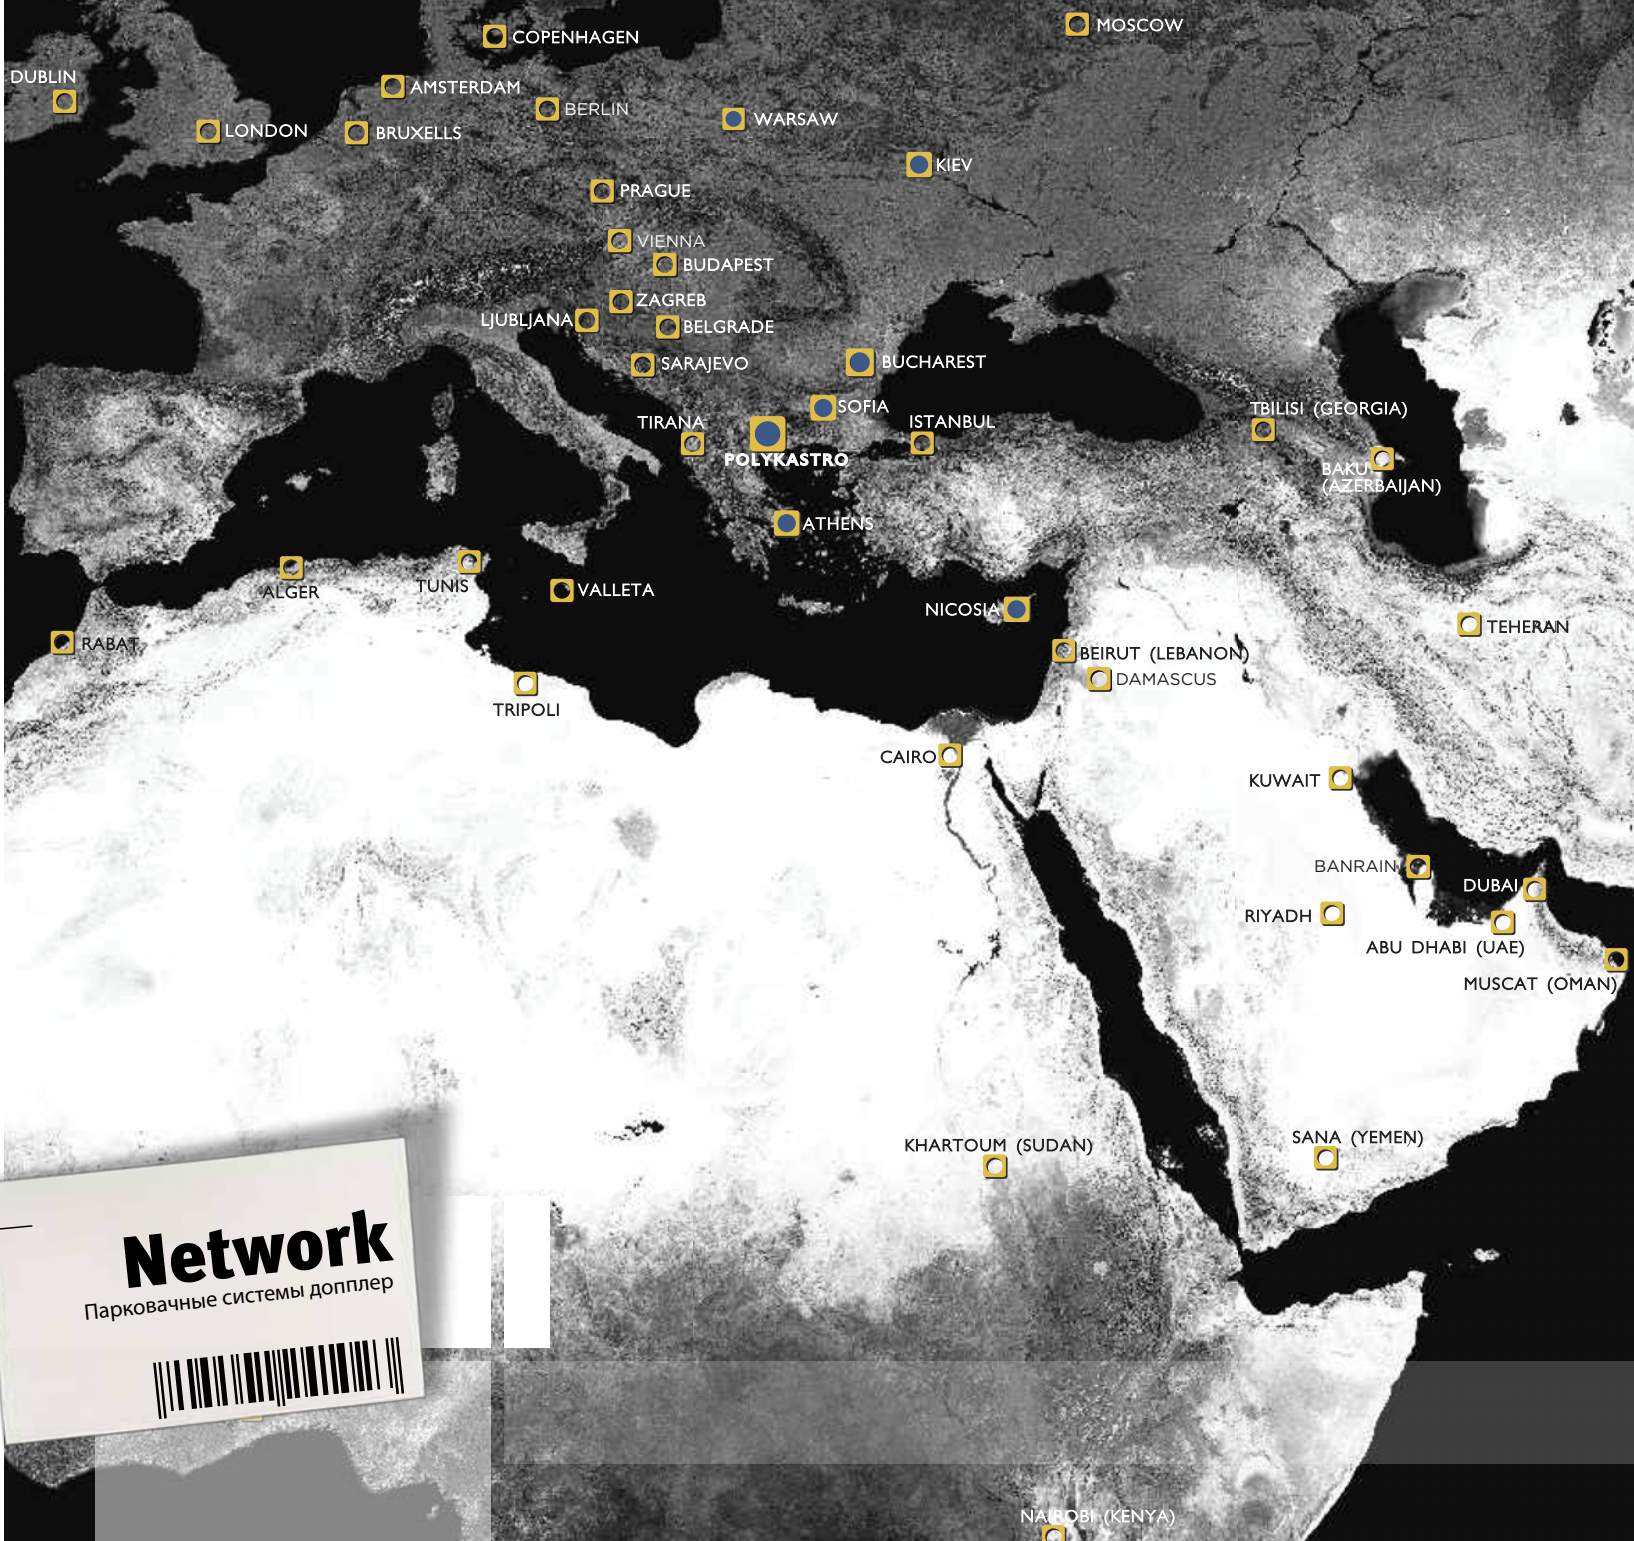 COPENHAGEN
MOSCOW
DUBLIN
AMSTERDAM
BERLIN
WARSAW
LONDON
BRUXELLS
KIEV
PRAGUE
VIENNA
BUDAPEST
ZAGREB
LJUBLJANA
BELGRADE
SARAJEVO
BUCHAREST
SOFIA
TBILISI (GEORGIA)
TIRANA
ISTANBUL
POLYKASTRO
BAKU
(AZERBAIJAN)
ATHENS
ALGER
TUNIS
VALLETA
NICOSIA
TEHERAN
RABAT
BEIRUT (LEBANON)
DAMASCUS
TRIPOLI
CAIRO
KUWAIT
BANRAIN
DUBAI
RIYADH
ABU DHABI (UAE)
MUSCAT (OMAN)
KHARTOUM (SUDAN)
SANA (YEMEN)
Network
Парковачные системы допплер
NAIROBI (KENYA)